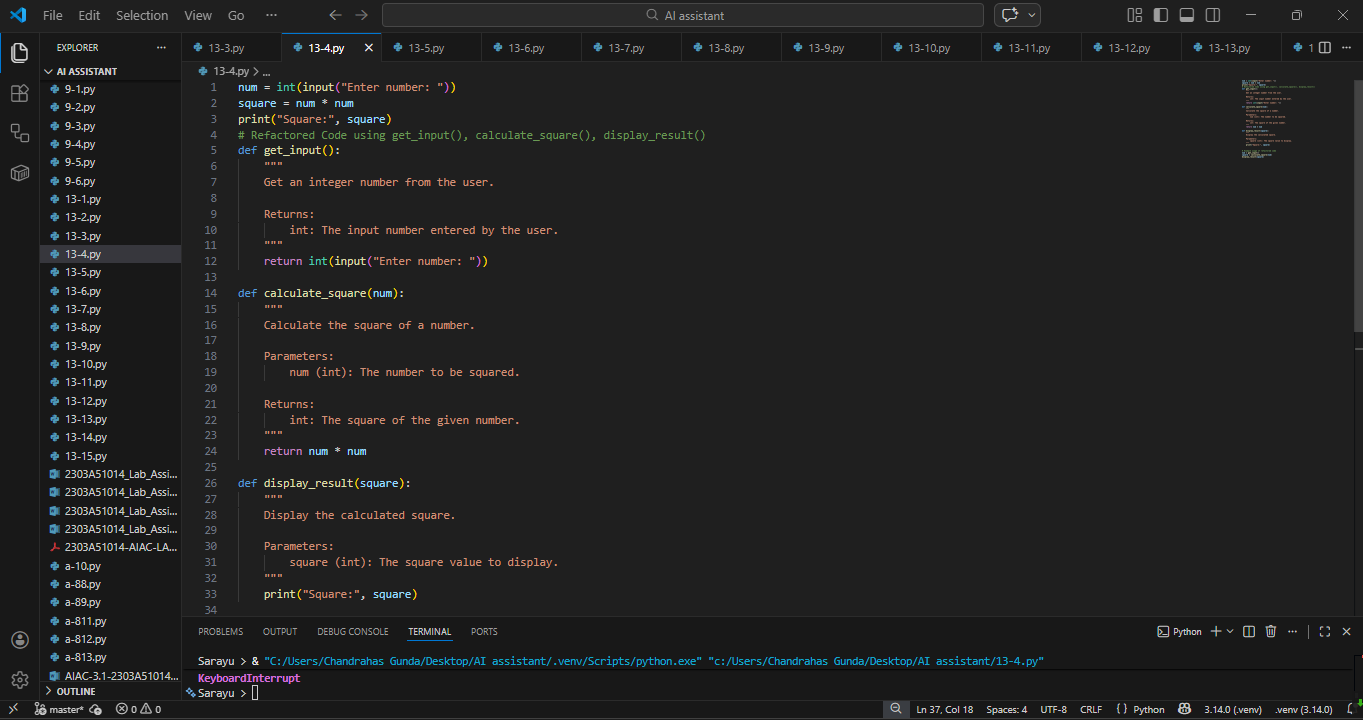 File Edit Selection View Go ··· AI assistant
EXPLORER ···
AI ASSISTANT
9-1.py
9-2.py
9-3.py
9-4.py
9-5.py
9-6.py
13-1.py
13-2.py
13-3.py
13-4.py
13-5.py
13-6.py
13-7.py
13-8.py
13-9.py
13-10.py
13-11.py
13-12.py
13-13.py
13-14.py
13-15.py
2303A51014_Lab_Assi...
2303A51014_Lab_Assi...
2303A51014_Lab_Assi...
2303A51014_Lab_Assi...
2303A51014-AIAC-LA...
a-10.py
a-88.py
a-89.py
a-811.py
a-812.py
a-813.py
AIAC-3.1-2303A51014...
OUTLINE
13-3.py 13-4.py 13-5.py 13-6.py 13-7.py 13-8.py 13-9.py 13-10.py 13-11.py 13-12.py 13-13.py 1 ···
13-4.py > ...
1 num = int(input("Enter number: "))
2 square = num * num
3 print("Square:", square)
4 # Refactored Code using get_input(), calculate_square(), display_result()
5 def get_input():
6 """
7 Get an integer number from the user.
8
9 Returns:
10 int: The input number entered by the user.
11 """
12 return int(input("Enter number: "))
13
14 def calculate_square(num):
15 """
16 Calculate the square of a number.
17
18 Parameters:
19 num (int): The number to be squared.
20
21 Returns:
22 int: The square of the given number.
23 """
24 return num * num
25
26 def display_result(square):
27 """
28 Display the calculated square.
29
30 Parameters:
31 square (int): The square value to display.
32 """
33 print("Square:", square)
34
PROBLEMS OUTPUT DEBUG CONSOLE TERMINAL PORTS Python ···
Sarayu > & "C:/Users/Chandrahas Gunda/Desktop/AI assistant/.venv/Scripts/python.exe" "c:/Users/Chandrahas Gunda/Desktop/AI assistant/13-4.py"
KeyboardInterrupt
Sarayu >
master* 0 0 Ln 37, Col 18 Spaces: 4 UTF-8 CRLF { } Python 3.14.0 (.venv) .venv (3.14.0)